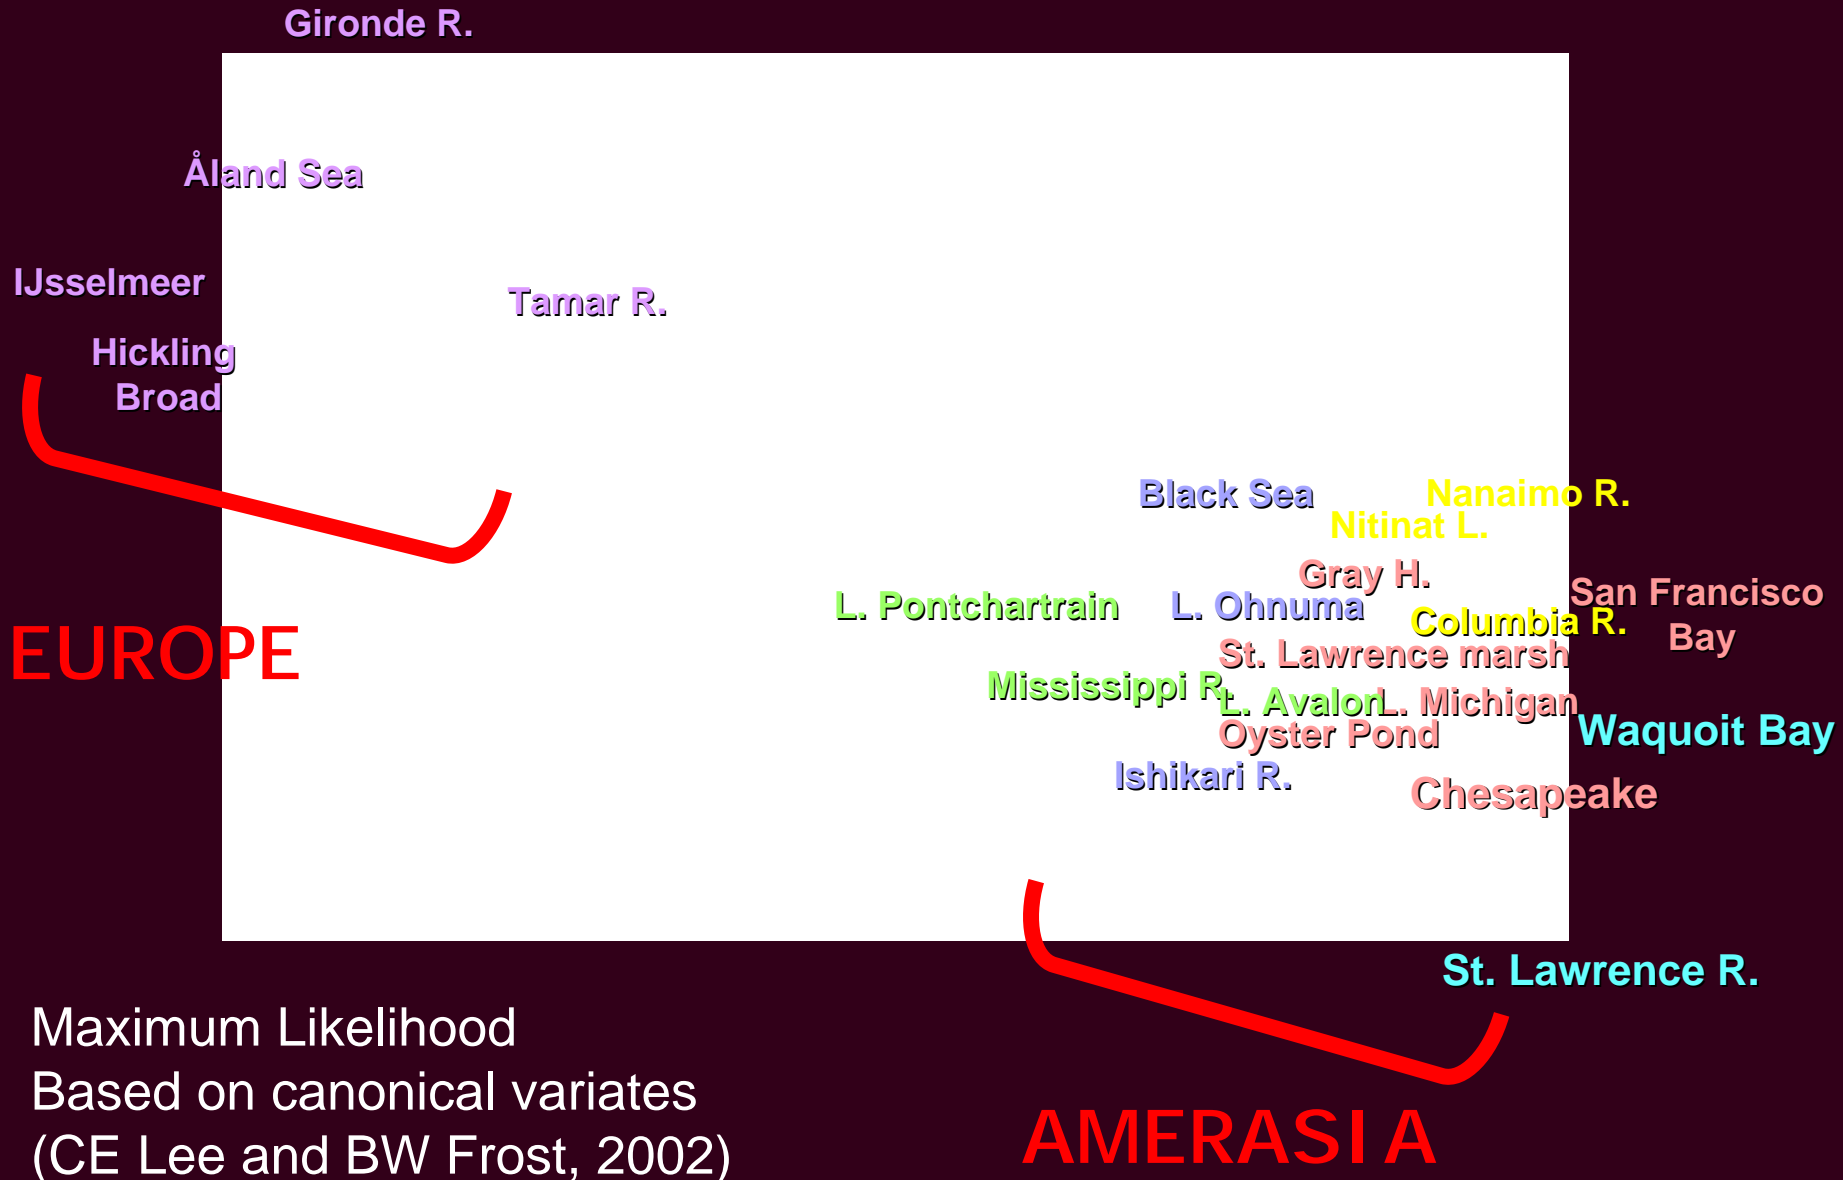 Gironde R.
Åland Sea
IJsselmeer
Tamar R.
Hickling
Broad
Black Sea
Nanaimo R.
Nitinat L.
Gray H.
San Francisco
Bay
L. Pontchartrain
L. Ohnuma
Columbia R.
EUROPE
St. Lawrence marsh
Mississippi R.
L. Avalon
L. Michigan
Waquoit Bay
Oyster Pond
Ishikari R.
Chesapeake
St. Lawrence R.
Maximum Likelihood
Based on canonical variates
(CE Lee and BW Frost, 2002)
AMERASIA